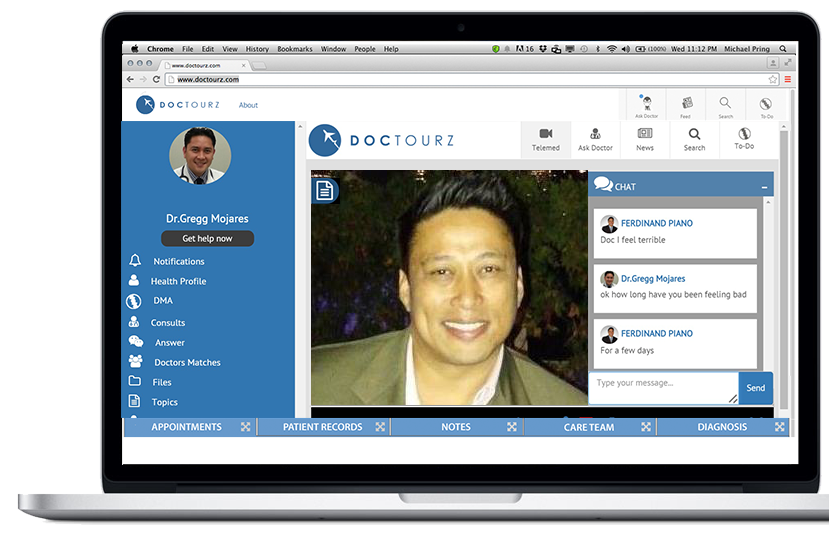 Chrome File Edit View History Bookmarks Window People Help 16 (100%) Wed 11:12 PM Michael Pring
www.doctourz.com
www.doctourz.com
DOCTOURZ About
Ask Doctor Feed Search To Do
DOCTOURZ
Telemed Ask Doctor News Search To-Do
Dr.Gregg Mojares
Get help now
Notifications
Health Profile
DMA
Consults
Answer
Doctors Matches
Files
Topics
CHAT
FERDINAND PIANO
Doc I feel terrible
Dr.Gregg Mojares
ok how long have you been feeling bad
FERDINAND PIANO
For a few days
Type your message...
Send
APPOINTMENTS PATIENT RECORDS NOTES CARE TEAM DIAGNOSIS